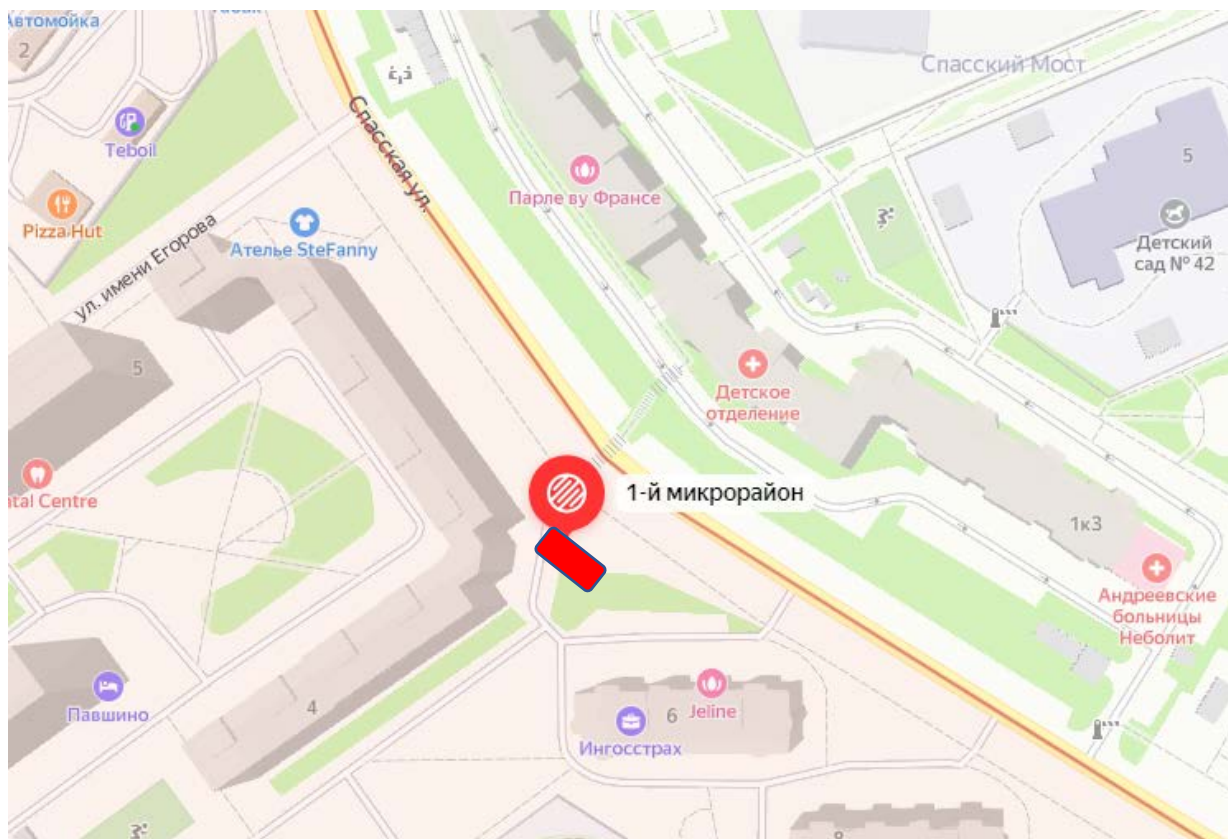 Автомойка
2
Teboil
Pizza Hut
Ателье SteFanny
ул. имени Егорова
Спасская ул.
Парле ву Франсе
Спасский Мост
5
Детский
сад № 42
5
Детское
отделение
ntal Centre
1-й микрорайон
1к3
Андреевские
больницы
Неболит
Павшино
4
6
Jeline
Ингосстрах